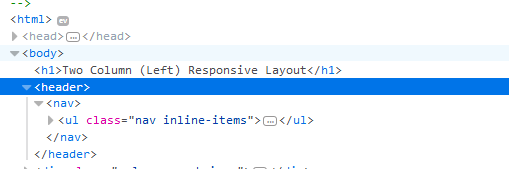 -->
<html> ev
<head>…</head>
<body>
<h1>Two Column (Left) Responsive Layout</h1>
<header>
<nav>
<ul class="nav inline-items">…</ul>
</nav>
</header>